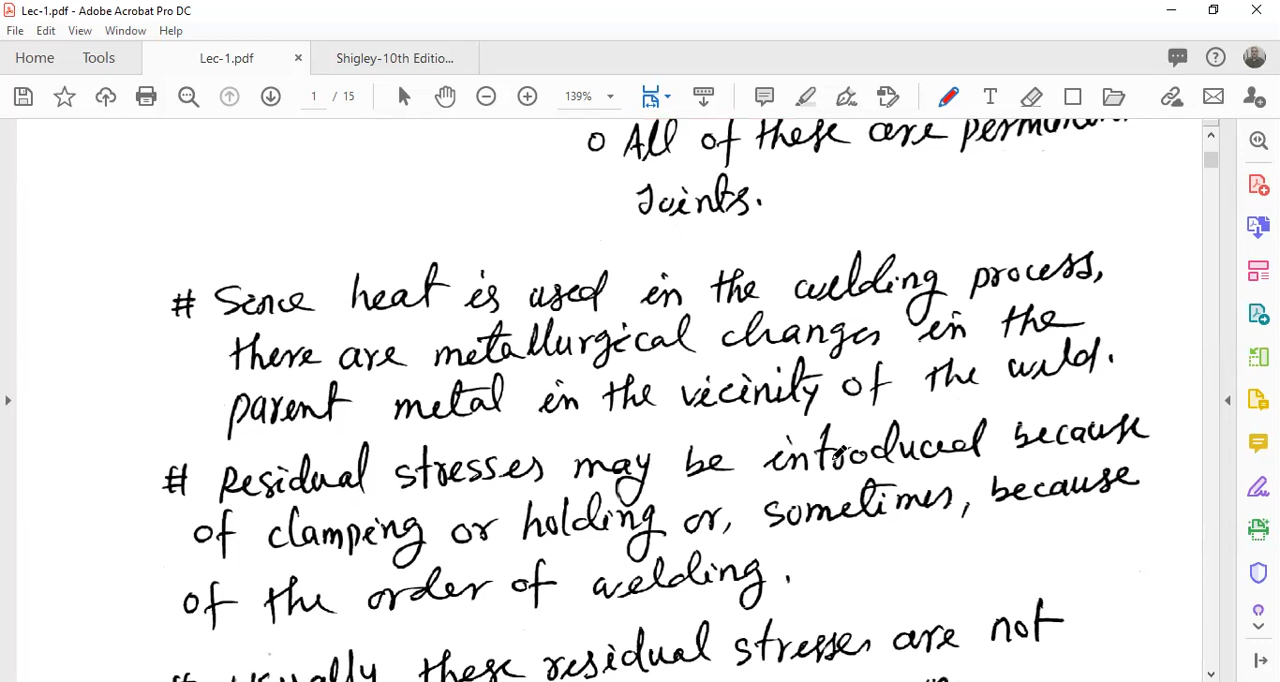 Lec-1.pdf - Adobe Acrobat Pro DC
File Edit View Window Help
Home Tools Lec-1.pdf × Shigley-10th Editio...
1 / 15 139%
o All of these are permanent
Joints.
# Since heat is used in the welding process,
there are metallurgical changes in the
parent metal in the vicinity of the weld.
# Residual stresses may be introduced because
of clamping or holding or, sometimes, because
of the order of welding.
# Usually these residual stresses are not